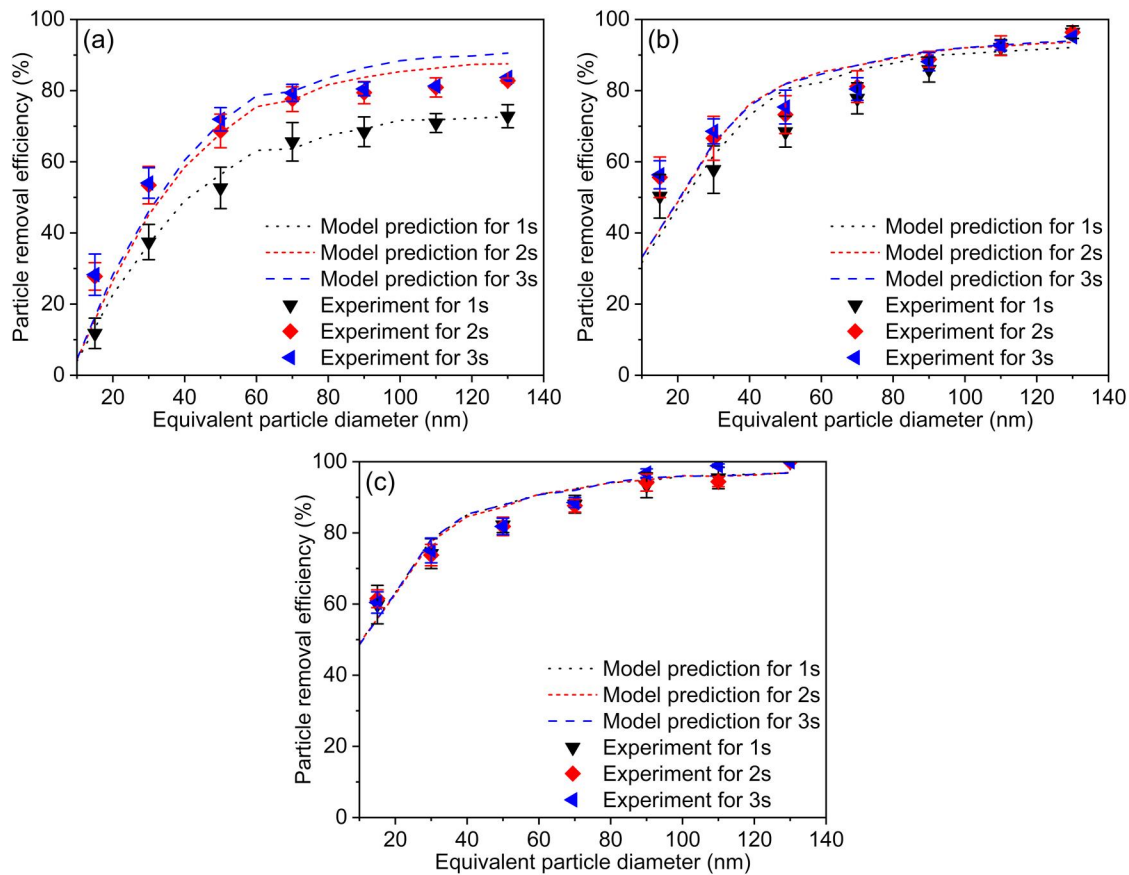 (a)
Particle removal efficiency (%)
100
80
60
40
20
0
Model prediction for 1s
Model prediction for 2s
Model prediction for 3s
Experiment for 1s
Experiment for 2s
Experiment for 3s
20 40 60 80 100 120 140
Equivalent particle diameter (nm)
(b)
Particle removal efficiency (%)
100
80
60
40
20
0
Model prediction for 1s
Model prediction for 2s
Model prediction for 3s
Experiment for 1s
Experiment for 2s
Experiment for 3s
20 40 60 80 100 120 140
Equivalent particle diameter (nm)
(c)
Particle removal efficiency (%)
100
80
60
40
20
0
Model prediction for 1s
Model prediction for 2s
Model prediction for 3s
Experiment for 1s
Experiment for 2s
Experiment for 3s
20 40 60 80 100 120 140
Equivalent particle diameter (nm)